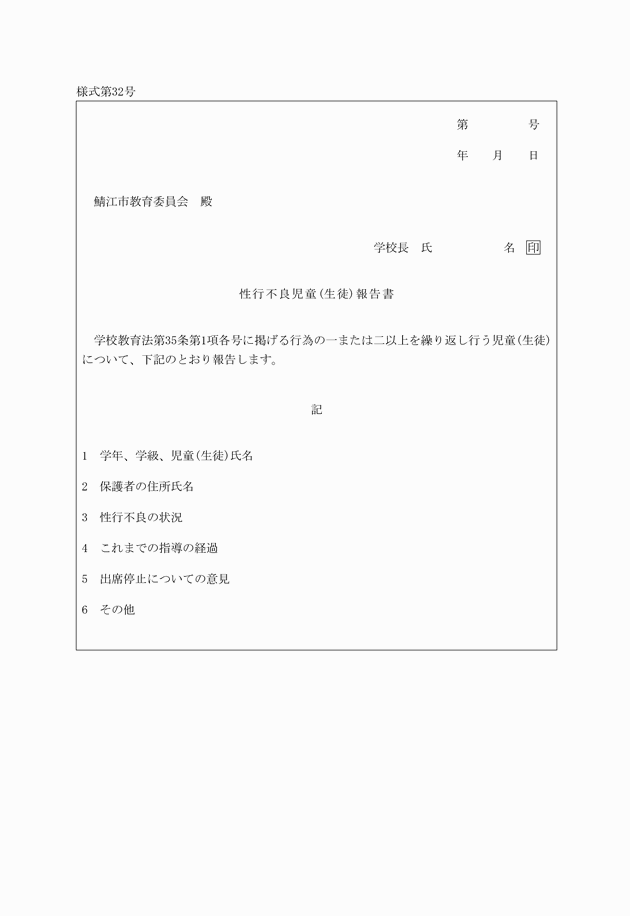 様式第32号
第　　　　　号
年　　月　　日
鯖江市教育委員会　殿
学校長　氏　　　　　　名　印
性行不良児童(生徒)報告書
学校教育法第35条第1項各号に掲げる行為の一または二以上を繰り返し行う児童(生徒)
について、下記のとおり報告します。
記
1　学年、学級、児童(生徒)氏名
2　保護者の住所氏名
3　性行不良の状況
4　これまでの指導の経過
5　出席停止についての意見
6　その他